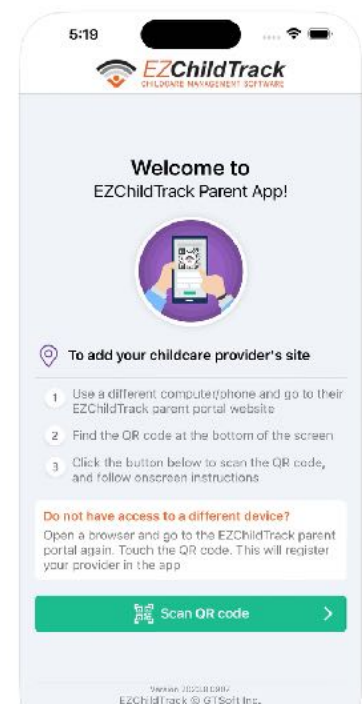 5:19
EZChildTrack
CHILDCARE MANAGEMENT SOFTWARE
Welcome to
EZChildTrack Parent App!
To add your childcare provider's site
1 Use a different computer/phone and go to their
EZChildTrack parent portal website
2 Find the QR code at the bottom of the screen
3 Click the button below to scan the QR code,
and follow onscreen instructions
Do not have access to a different device?
Open a browser and go to the EZChildTrack parent
portal again. Touch the QR code. This will register
your provider in the app
Scan QR code
Version
EZChildTrack © GTSoft Inc.